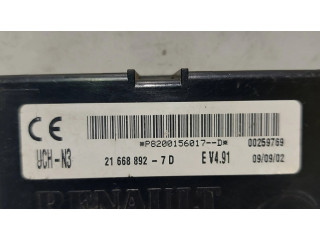 CE
*P8200156017--D* 00259769
UCH-N3 21 668 892-7 D E V4.91 09/09/02
RENAULT